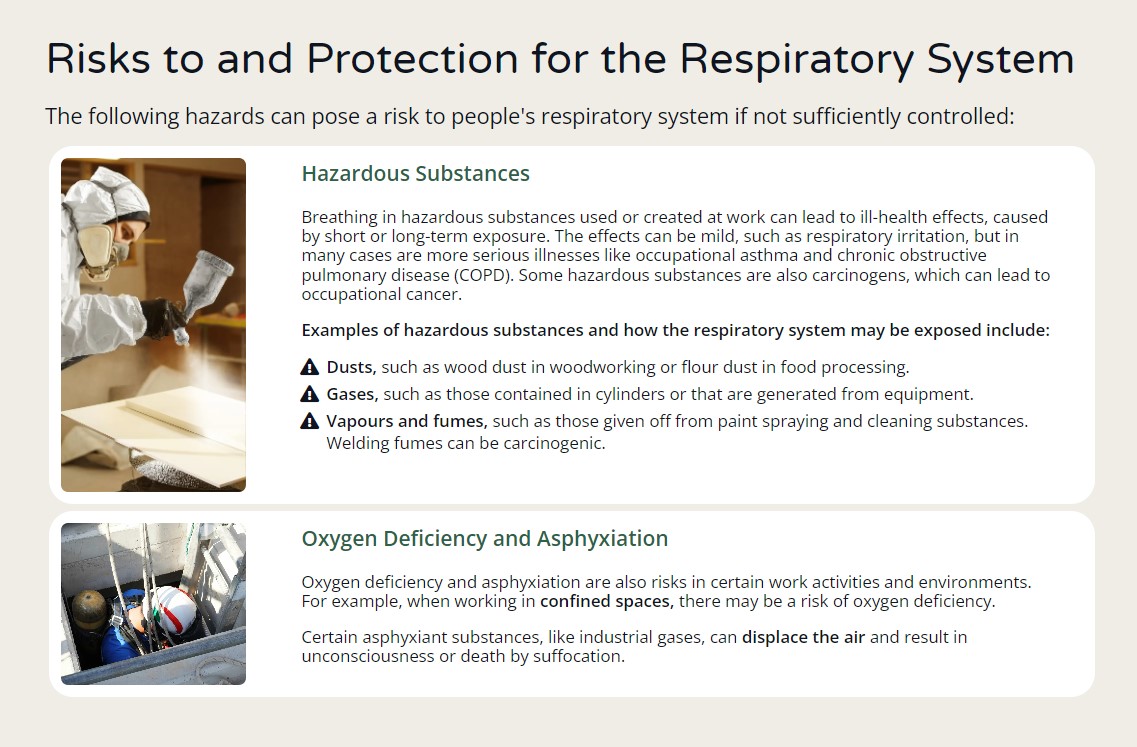 Risks to and Protection for the Respiratory System
The following hazards can pose a risk to people's respiratory system if not sufficiently controlled:
Hazardous Substances
Breathing in hazardous substances used or created at work can lead to ill-health effects, caused
by short or long-term exposure. The effects can be mild, such as respiratory irritation, but in
many cases are more serious illnesses like occupational asthma and chronic obstructive
pulmonary disease (COPD). Some hazardous substances are also carcinogens, which can lead to
occupational cancer.
Examples of hazardous substances and how the respiratory system may be exposed include:
Dusts, such as wood dust in woodworking or flour dust in food processing.
Gases, such as those contained in cylinders or that are generated from equipment.
Vapours and fumes, such as those given off from paint spraying and cleaning substances.
Welding fumes can be carcinogenic.
Oxygen Deficiency and Asphyxiation
Oxygen deficiency and asphyxiation are also risks in certain work activities and environments.
For example, when working in confined spaces, there may be a risk of oxygen deficiency.
Certain asphyxiant substances, like industrial gases, can displace the air and result in
unconsciousness or death by suffocation.